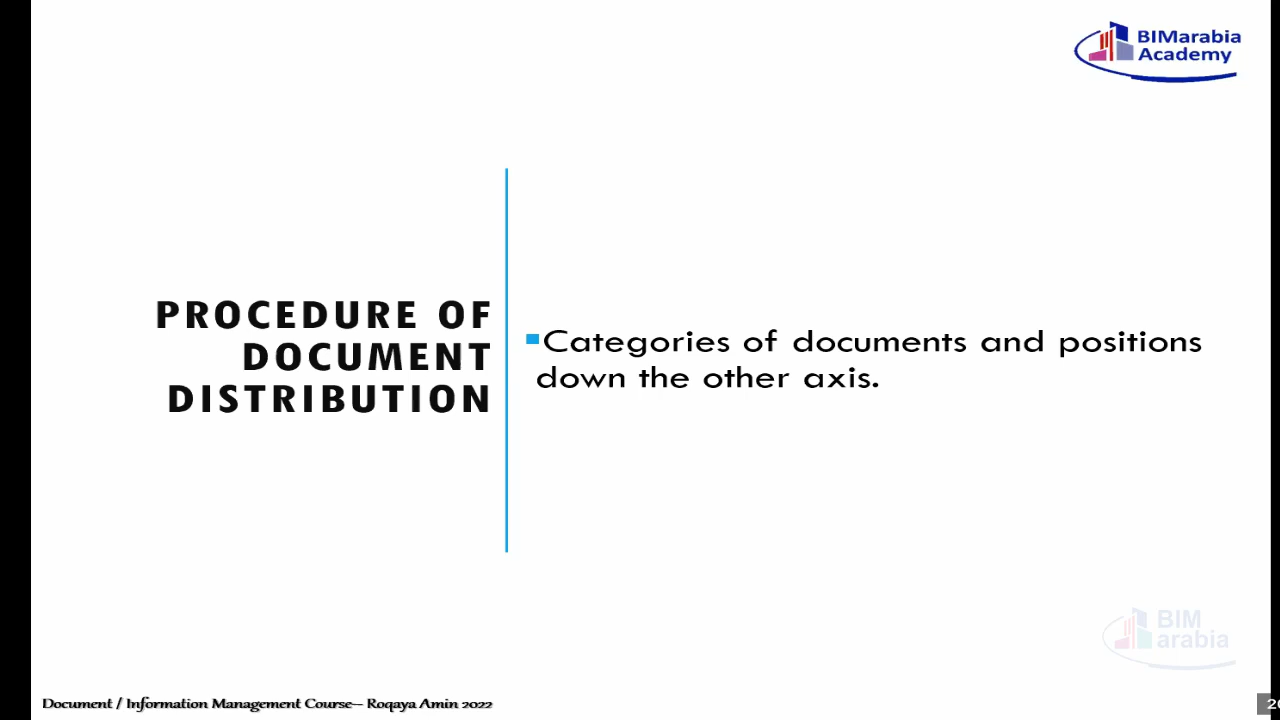 BIMarabia
Academy
PROCEDURE OF
DOCUMENT
DISTRIBUTION
Categories of documents and positions
down the other axis.
BIM
arabia
Document / Information Management Course– Roqaya Amin 2022